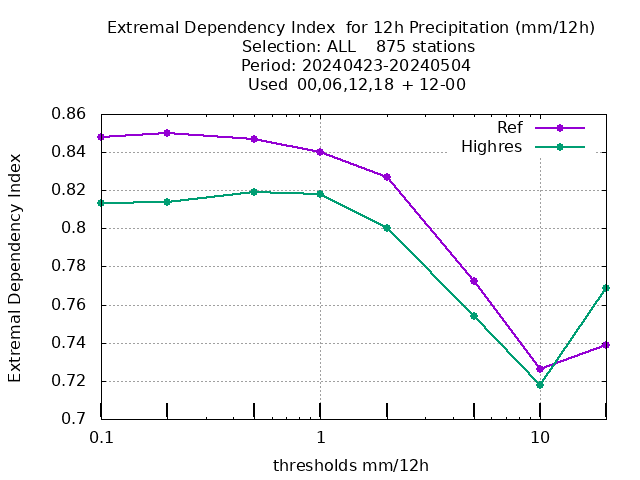 Extremal Dependency Index  for 12h Precipitation (mm/12h)
Selection: ALL    875 stations
Period: 20240423-20240504
Used  00,06,12,18 + 12-00
Ref
Highres
0.86
0.84
0.82
0.8
0.78
0.76
0.74
0.72
0.7
0.1
1
10
Extremal Dependency Index
thresholds mm/12h